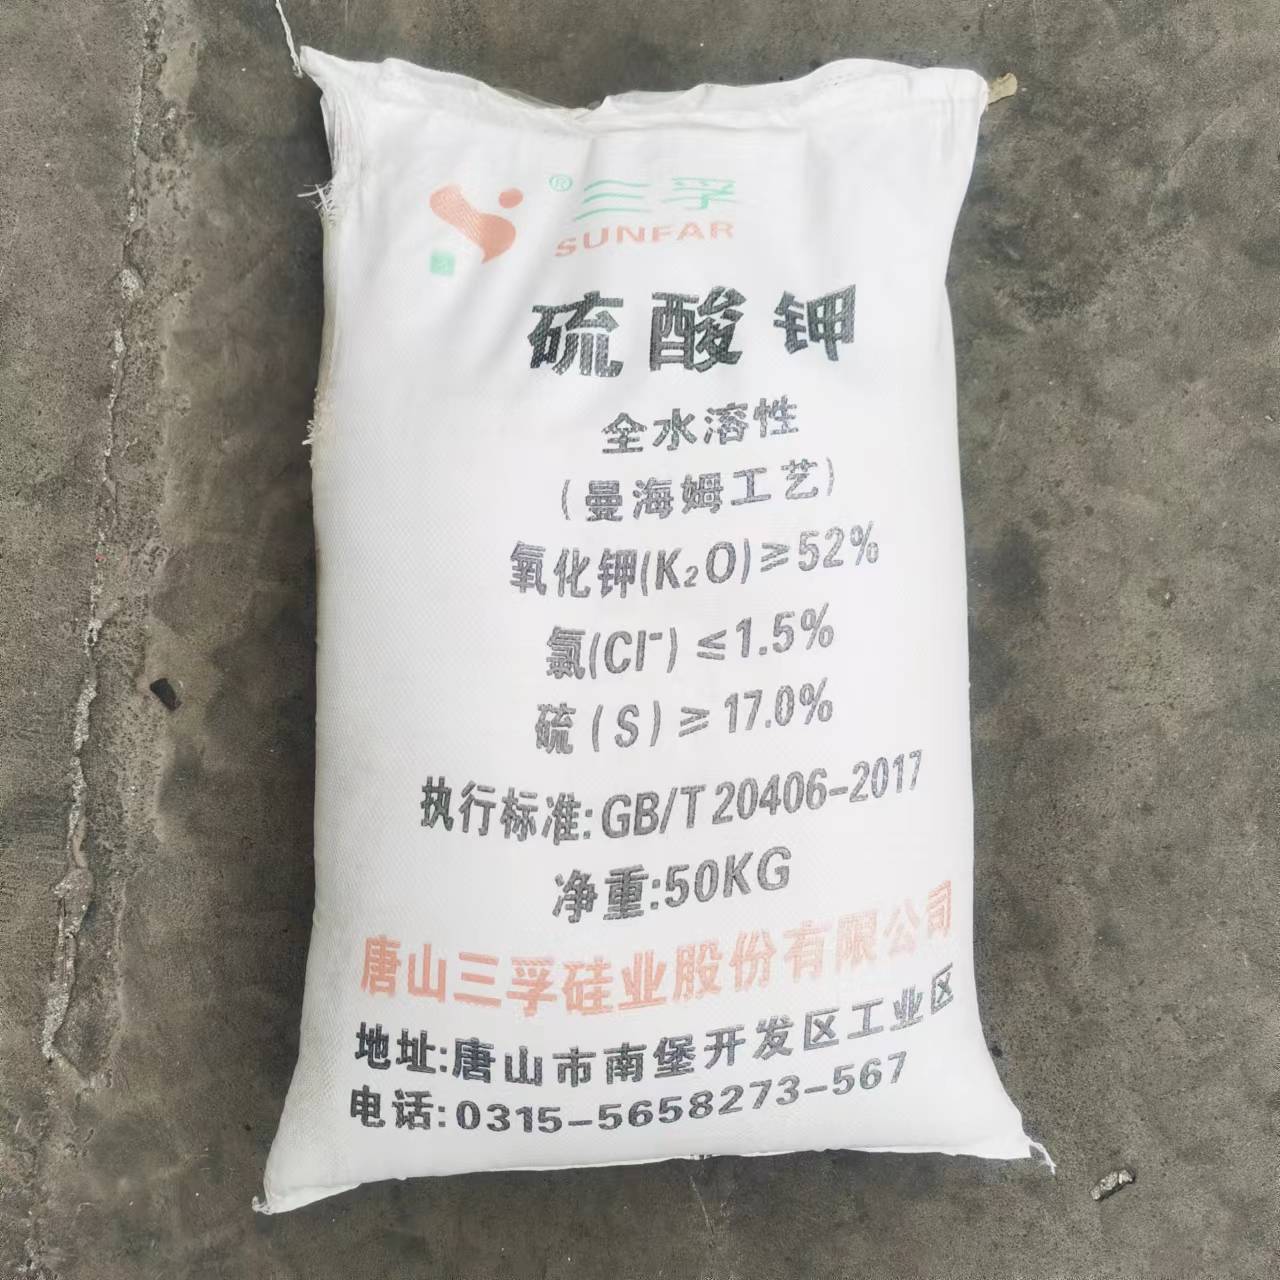 ®三孚
SUNFAR
硫酸钾
全水溶性
(曼海姆工艺)
氧化钾(K₂O)≥52%
氯(Cl⁻)≤1.5%
硫(S)≥17.0%
执行标准:GB/T20406-2017
净重:50KG
唐山三孚硅业股份有限公司
地址:唐山市南堡开发区工业区
电话:0315-5658273-567